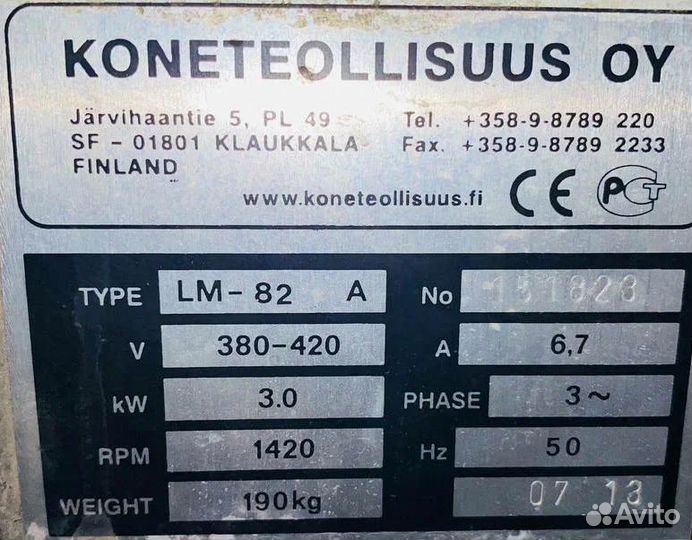 KONETEOLLISUUS OY
Järvihaantie 5, PL 49 Tel. +358-9-8789 220
SF - 01801 KLAUKKALA Fax. +358-9-8789 2233
FINLAND
www.koneteollisuus.fi CE PCT
TYPE LM-82 A No 151828
V 380-420 A 6,7
kW 3.0 PHASE 3~
RPM 1420 Hz 50
WEIGHT 190kg 07 13
Avito